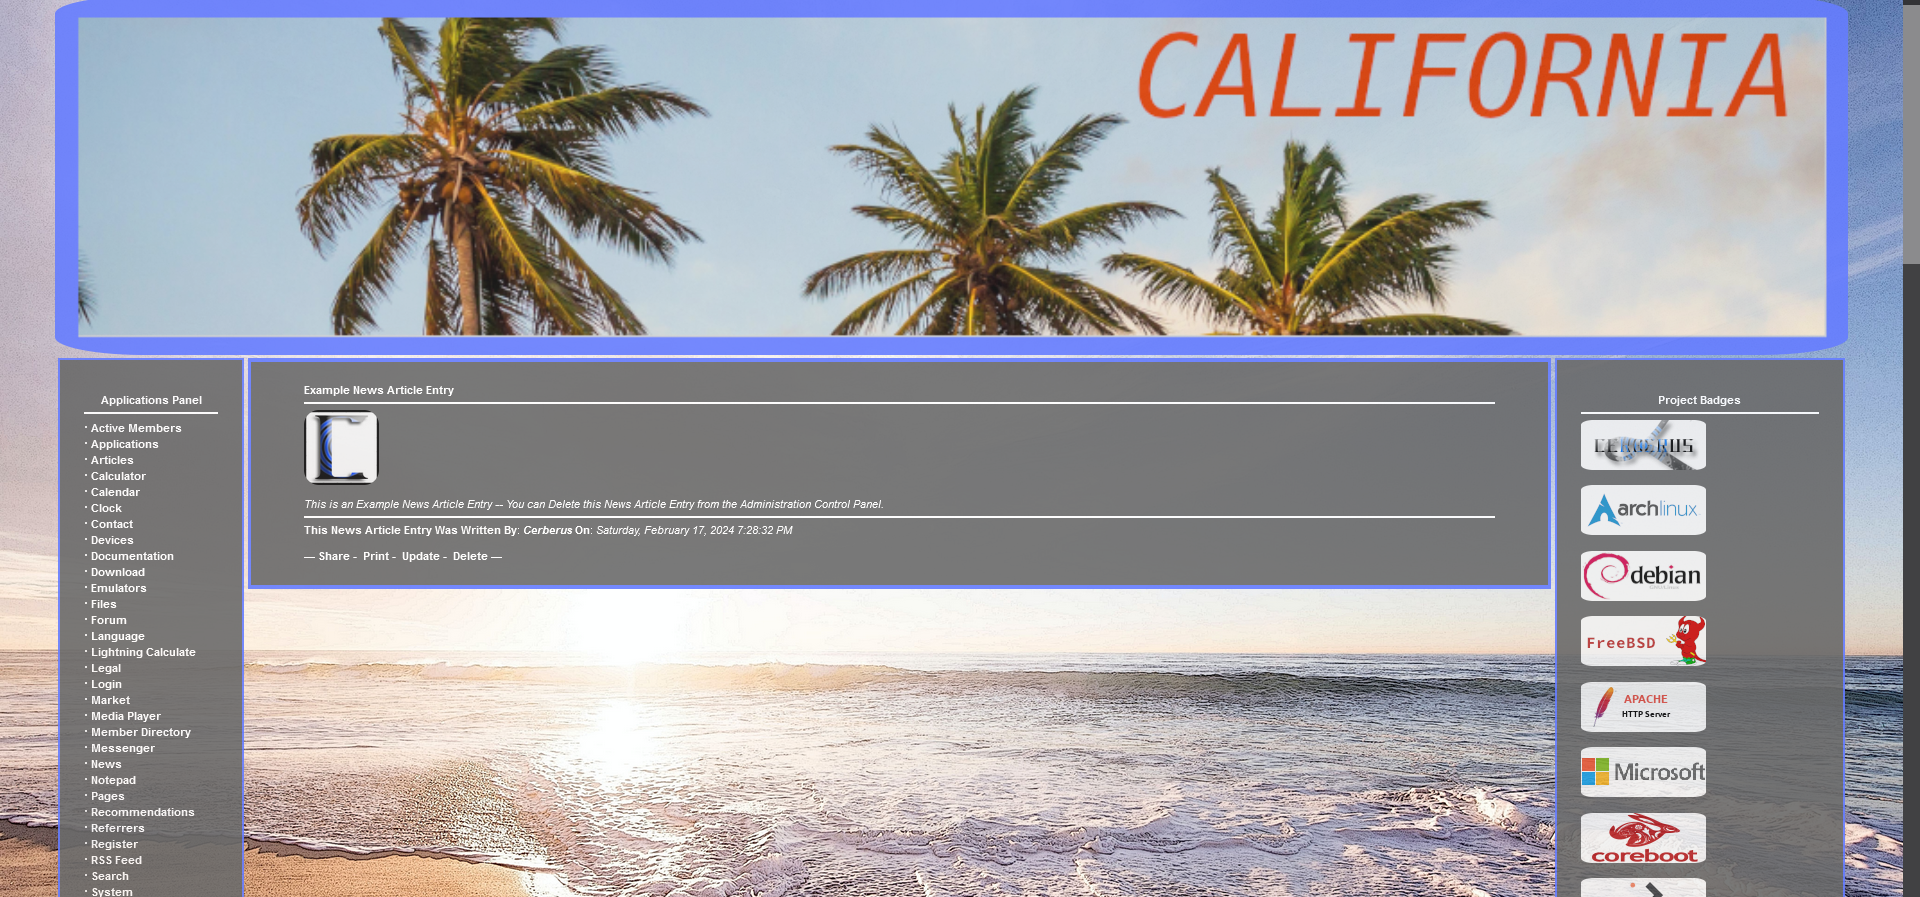 CALIFORNIA
Applications Panel
· Active Members
· Applications
· Articles
· Calculator
· Calendar
· Clock
· Contact
· Devices
· Documentation
· Download
· Emulators
· Files
· Forum
· Language
· Lightning Calculate
· Legal
· Login
· Market
· Media Player
· Member Directory
· Messenger
· News
· Notepad
· Pages
· Recommendations
· Referrers
· Register
· RSS Feed
· Search
· System
Example News Article Entry
This is an Example News Article Entry -- You can Delete this News Article Entry from the Administration Control Panel.
This News Article Entry Was Written By: Cerberus On: Saturday, February 17, 2024 7:28:32 PM
— Share - Print - Update - Delete —
Project Badges
CERBERUS
archlinux
debian
FreeBSD
APACHE
HTTP Server
Microsoft
coreboot